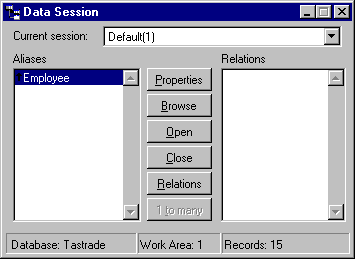 Data Session
Current session: Default(1)
Aliases
Relations
Employee
Properties
Browse
Open
Close
Relations
1 to many
Database: Tastrade Work Area: 1 Records: 15